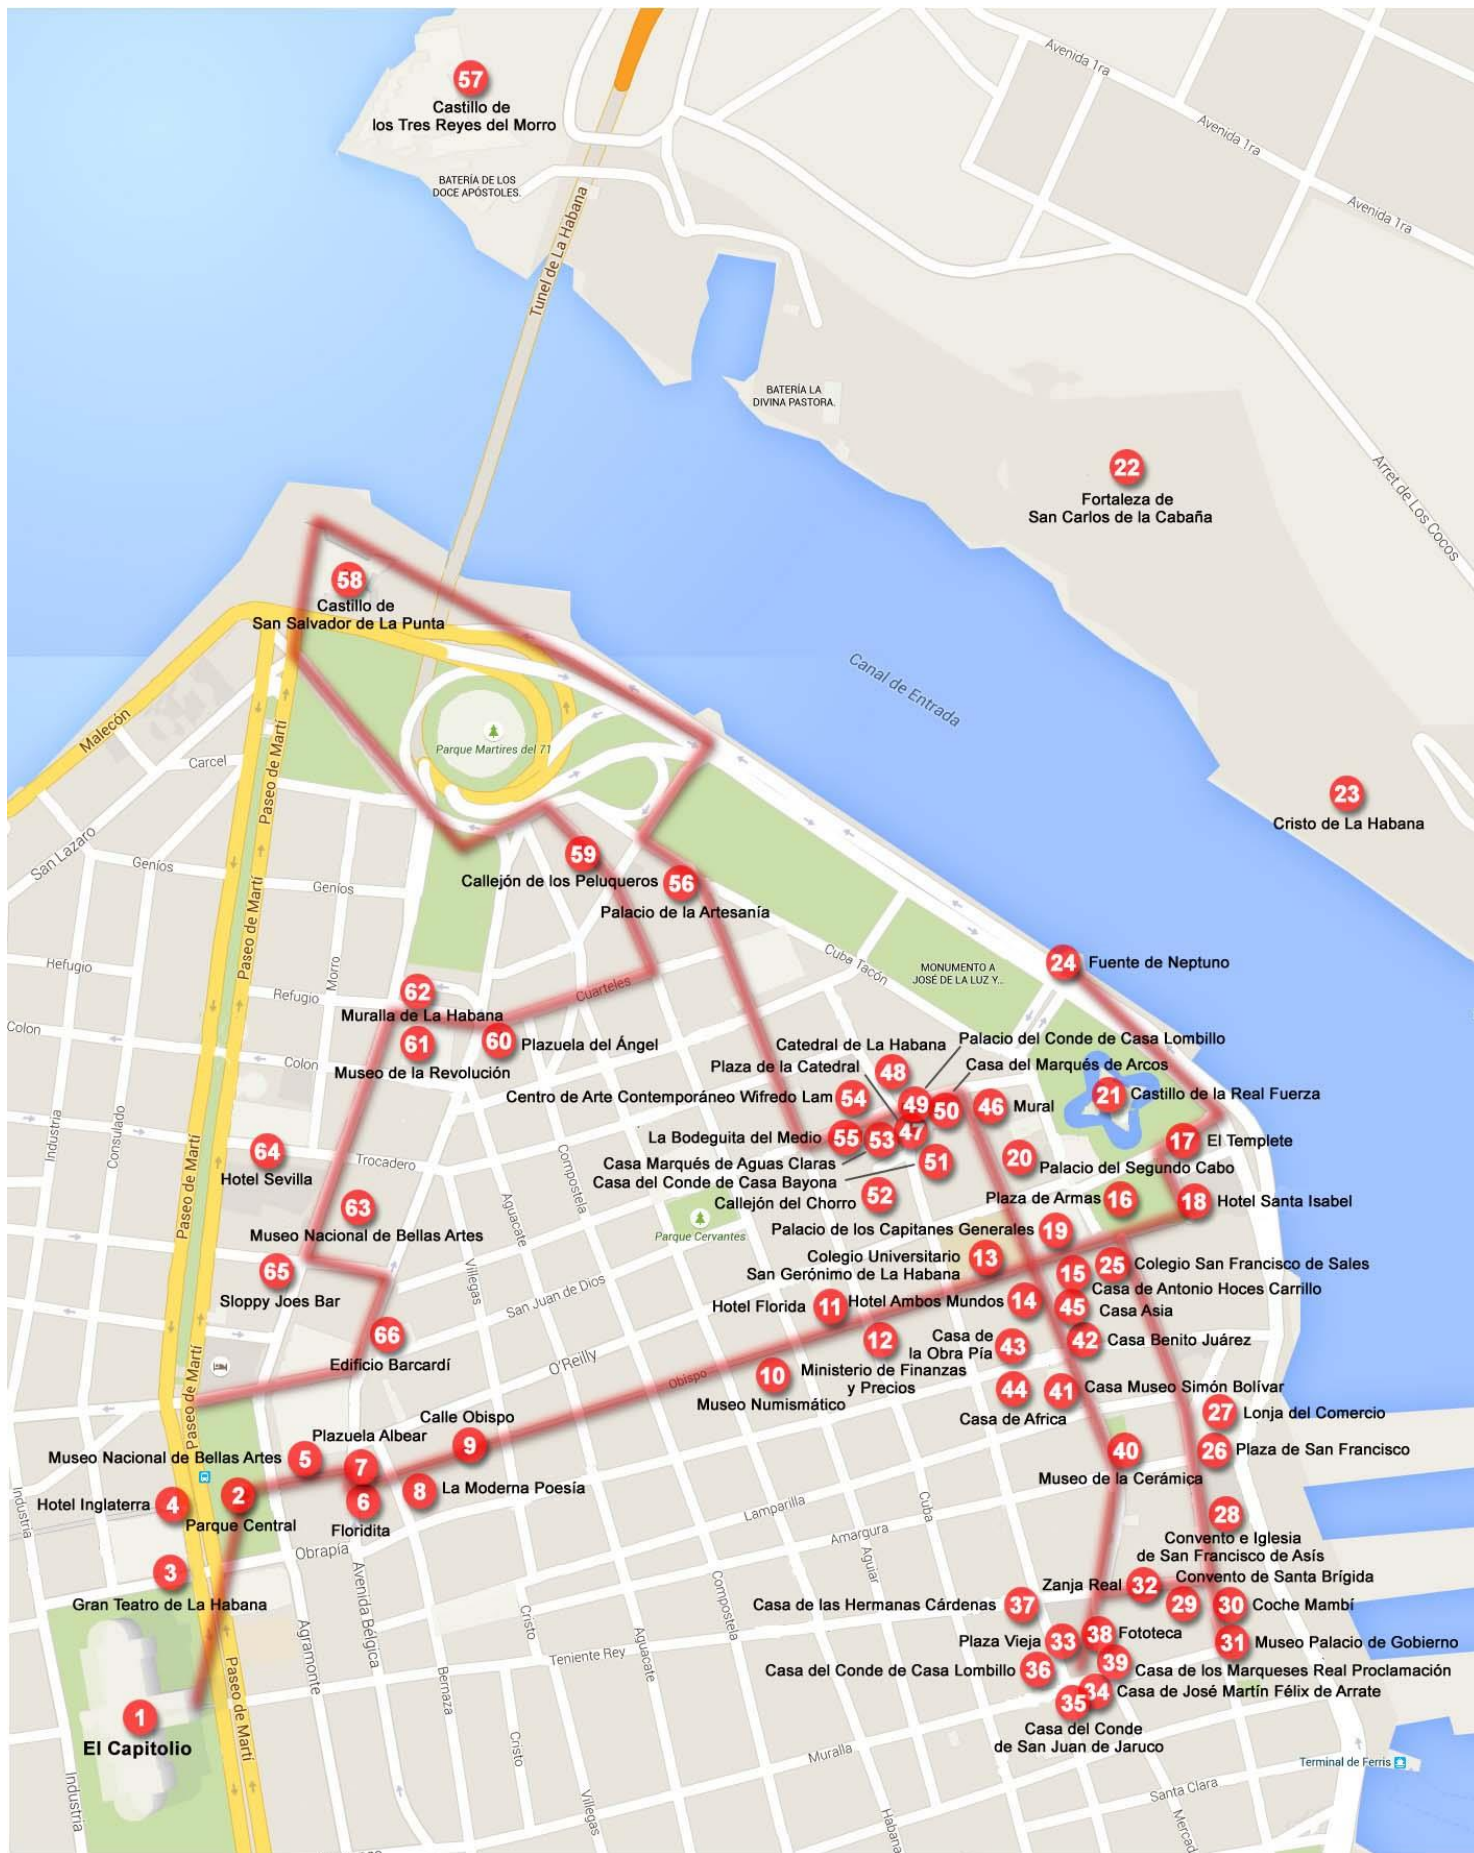 57
Castillo de
los Tres Reyes del Morro
BATERÍA DE LOS
DOCE APÓSTOLES.
Tunel de La Habana
Avenida 1ra
Avenida 1ra
Avenida 1ra
BATERÍA LA
DIVINA PASTORA.
22
Fortaleza de
San Carlos de la Cabaña
Arret de Los Cocos
58
Castillo de
San Salvador de La Punta
Canal de Entrada
Malecón
Carcel
Paseo de Martí
Parque Martires del 71
23
Cristo de La Habana
San Lazaro
Genios
Genios
Paseo de Martí
59
Callejón de los Peluqueros
56
Palacio de la Artesanía
Refugio
Morro
Cuba Tacón
MONUMENTO A
JOSÉ DE LA LUZ Y...
24
Fuente de Neptuno
Cuarteles
62
Refugio
Muralla de La Habana
Colon
Colon
61
Museo de la Revolución
60
Plazuela del Ángel
Catedral de La Habana
Palacio del Conde de Casa Lombillo
Plaza de la Catedral
Casa del Marqués de Arcos
48
Centro de Arte Contemporáneo Wifredo Lam
54
49
50
46
Mural
21
Castillo de la Real Fuerza
Industria
Consulado
Paseo de Martí
64
Hotel Sevilla
Trocadero
La Bodeguita del Medio
55
53
47
17
El Templete
Casa Marqués de Aguas Claras
51
20
Palacio del Segundo Cabo
Casa del Conde de Casa Bayona
Compostela
Callejón del Chorro
52
Plaza de Armas
16
18
Hotel Santa Isabel
63
Museo Nacional de Bellas Artes
Aguacate
Parque Cervantes
Palacio de los Capitanes Generales
19
Colegio Universitario
San Gerónimo de La Habana
13
65
Sloppy Joes Bar
Villegas
San Juan de Dios
15
25
Colegio San Francisco de Sales
Casa de Antonio Hoces Carrillo
Hotel Florida
11
Hotel Ambos Mundos
14
45
Casa Asia
66
Edificio Barcardí
O'Reilly
12
Ministerio de Finanzas
y Precios
Casa de
la Obra Pía
43
42
Casa Benito Juárez
Obispo
10
Museo Numismático
44
Casa de Africa
41
Casa Museo Simón Bolívar
Paseo de Martí
27
Lonja del Comercio
Calle Obispo
9
Plazuela Albear
Museo Nacional de Bellas Artes
5
7
26
Plaza de San Francisco
40
Museo de la Cerámica
Hotel Inglaterra
4
2
Parque Central
6
Floridita
8
La Moderna Poesía
Industria
Lamparilla
Cuba
Amargura
28
Convento e Iglesia
de San Francisco de Asís
3
Gran Teatro de La Habana
Obrapía
Avenida Bélgica
Aguiar
Compostela
Zanja Real
32
Convento de Santa Brígida
29
30
Coche Mambí
Casa de las Hermanas Cárdenas
37
Cristo
Aguacate
Agramonte
Teniente Rey
Plaza Vieja
33
38
Fototeca
31
Museo Palacio de Gobierno
Casa del Conde de Casa Lombillo
36
39
Casa de los Marqueses Real Proclamación
Paseo de Martí
Bernaza
34
Casa de José Martín Félix de Arrate
35
Casa del Conde
de San Juan de Jaruco
1
El Capitolio
Cristo
Muralla
Terminal de Ferris
Industria
Villegas
Habana
Santa Clara
Mercad